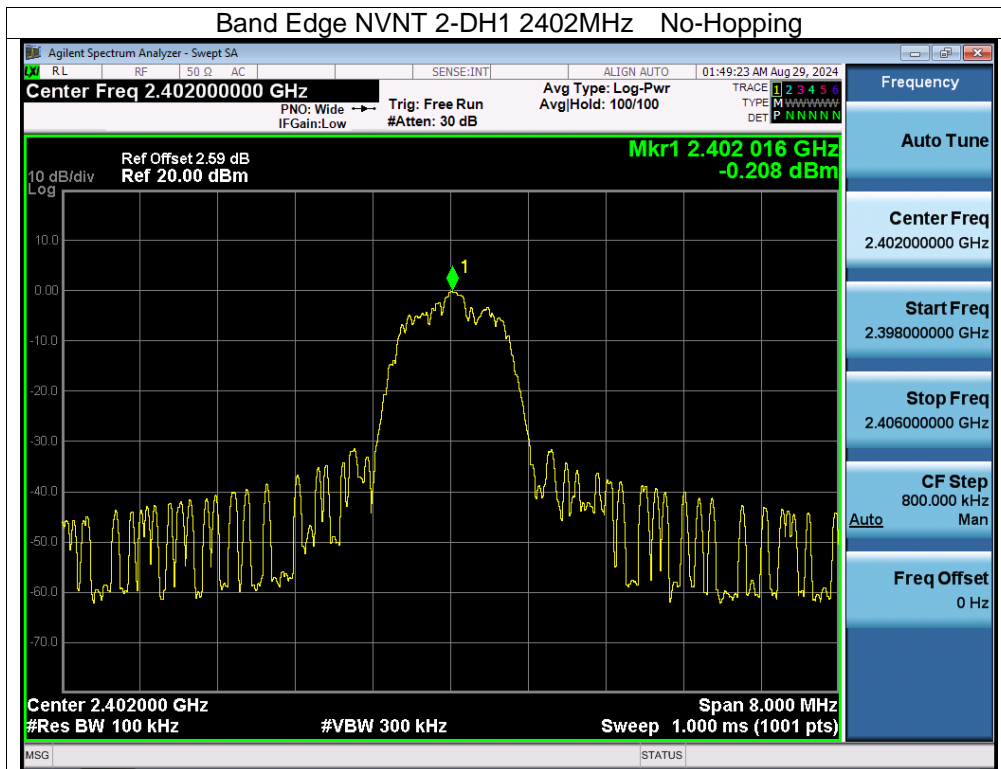 Band Edge NVNT 2-DH1 2402MHz No-Hopping
Agilent Spectrum Analyzer - Swept SA
LXI RL RF 50 Ω AC SENSE:INT ALIGN AUTO 01:49:23 AM Aug 29, 2024
Center Freq 2.402000000 GHz
PNO: Wide
IFGain:Low
Trig: Free Run
#Atten: 30 dB
Avg Type: Log-Pwr
Avg|Hold: 100/100
TRACE 1 2 3 4 5 6
TYPE M WWWWW
DET P N N N N N
Ref Offset 2.59 dB
Ref 20.00 dBm
10 dB/div
Log
Mkr1 2.402 016 GHz
-0.208 dBm
10.0
0.00
-10.0
-20.0
-30.0
-40.0
-50.0
-60.0
-70.0
1
Center 2.402000 GHz
Span 8.000 MHz
#Res BW 100 kHz
#VBW 300 kHz
Sweep 1.000 ms (1001 pts)
MSG
STATUS
Frequency
Auto Tune
Center Freq
2.402000000 GHz
Start Freq
2.398000000 GHz
Stop Freq
2.406000000 GHz
CF Step
800.000 kHz
Auto Man
Freq Offset
0 Hz